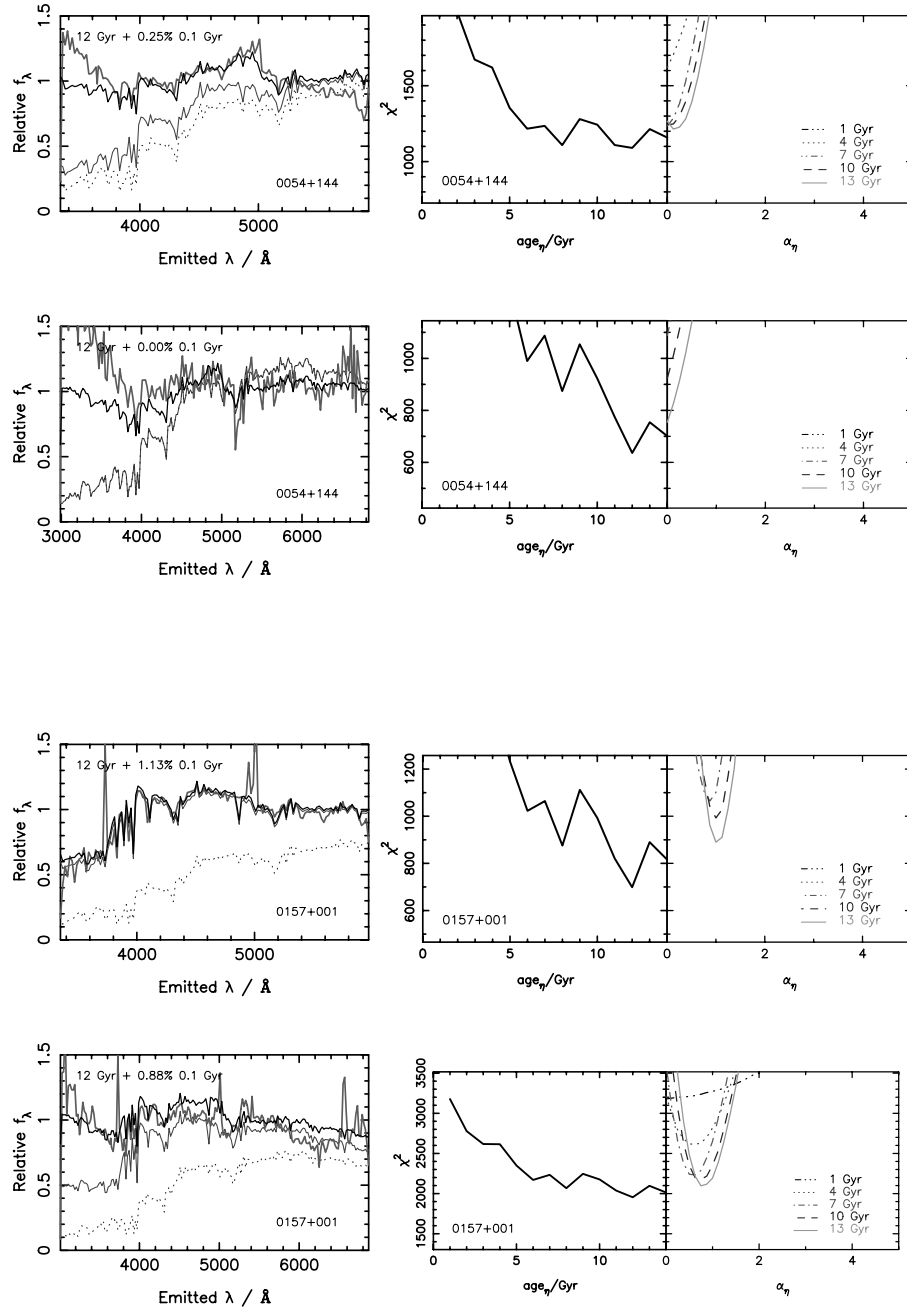 12 Gyr + 0.25% 0.1 Gyr
Relative f_λ
1.5
1
0.5
0
0054+144
4000 5000
Emitted λ / Å
χ²
1500
1000
0054+144
0 5 10
age_η/Gyr
1 Gyr
4 Gyr
7 Gyr
10 Gyr
13 Gyr
0 2 4
α_η
12 Gyr + 0.00% 0.1 Gyr
Relative f_λ
1.5
1
0.5
0
0054+144
3000 4000 5000 6000
Emitted λ / Å
χ²
1000
800
600
0054+144
0 5 10
age_η/Gyr
1 Gyr
4 Gyr
7 Gyr
10 Gyr
13 Gyr
0 2 4
α_η
12 Gyr + 1.13% 0.1 Gyr
Relative f_λ
1.5
1
0.5
0
0157+001
4000 5000
Emitted λ / Å
χ²
1200
1000
800
600
0157+001
0 5 10
age_η/Gyr
1 Gyr
4 Gyr
7 Gyr
10 Gyr
13 Gyr
0 2 4
α_η
12 Gyr + 0.88% 0.1 Gyr
Relative f_λ
1.5
1
0.5
0
0157+001
4000 5000 6000
Emitted λ / Å
χ²
3500
3000
2500
2000
1500
0157+001
0 5 10
age_η/Gyr
1 Gyr
4 Gyr
7 Gyr
10 Gyr
13 Gyr
0 2 4
α_η